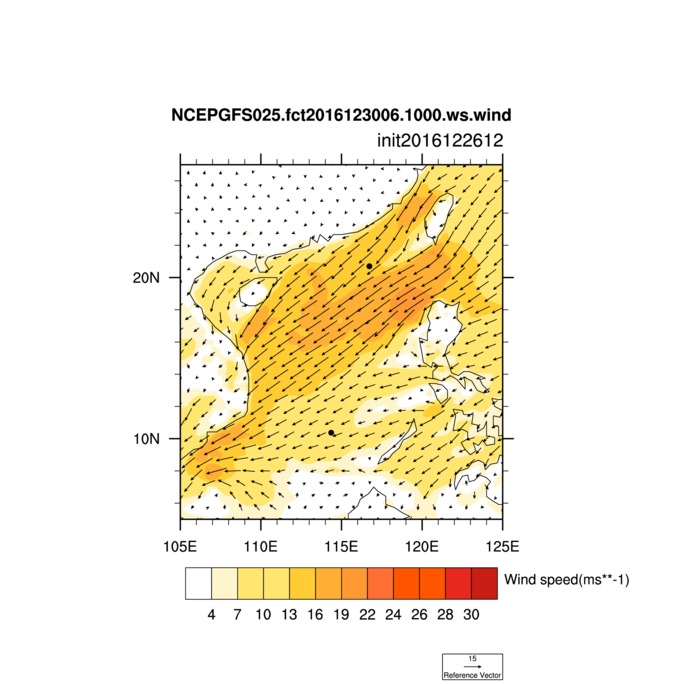 NCEPGFS025.fct2016123006.1000.ws.wind
init2016122612
20N
10N
105E 110E 115E 120E 125E
Wind speed(ms**-1)
4 7 10 13 16 19 22 24 26 28 30
15
Reference Vector